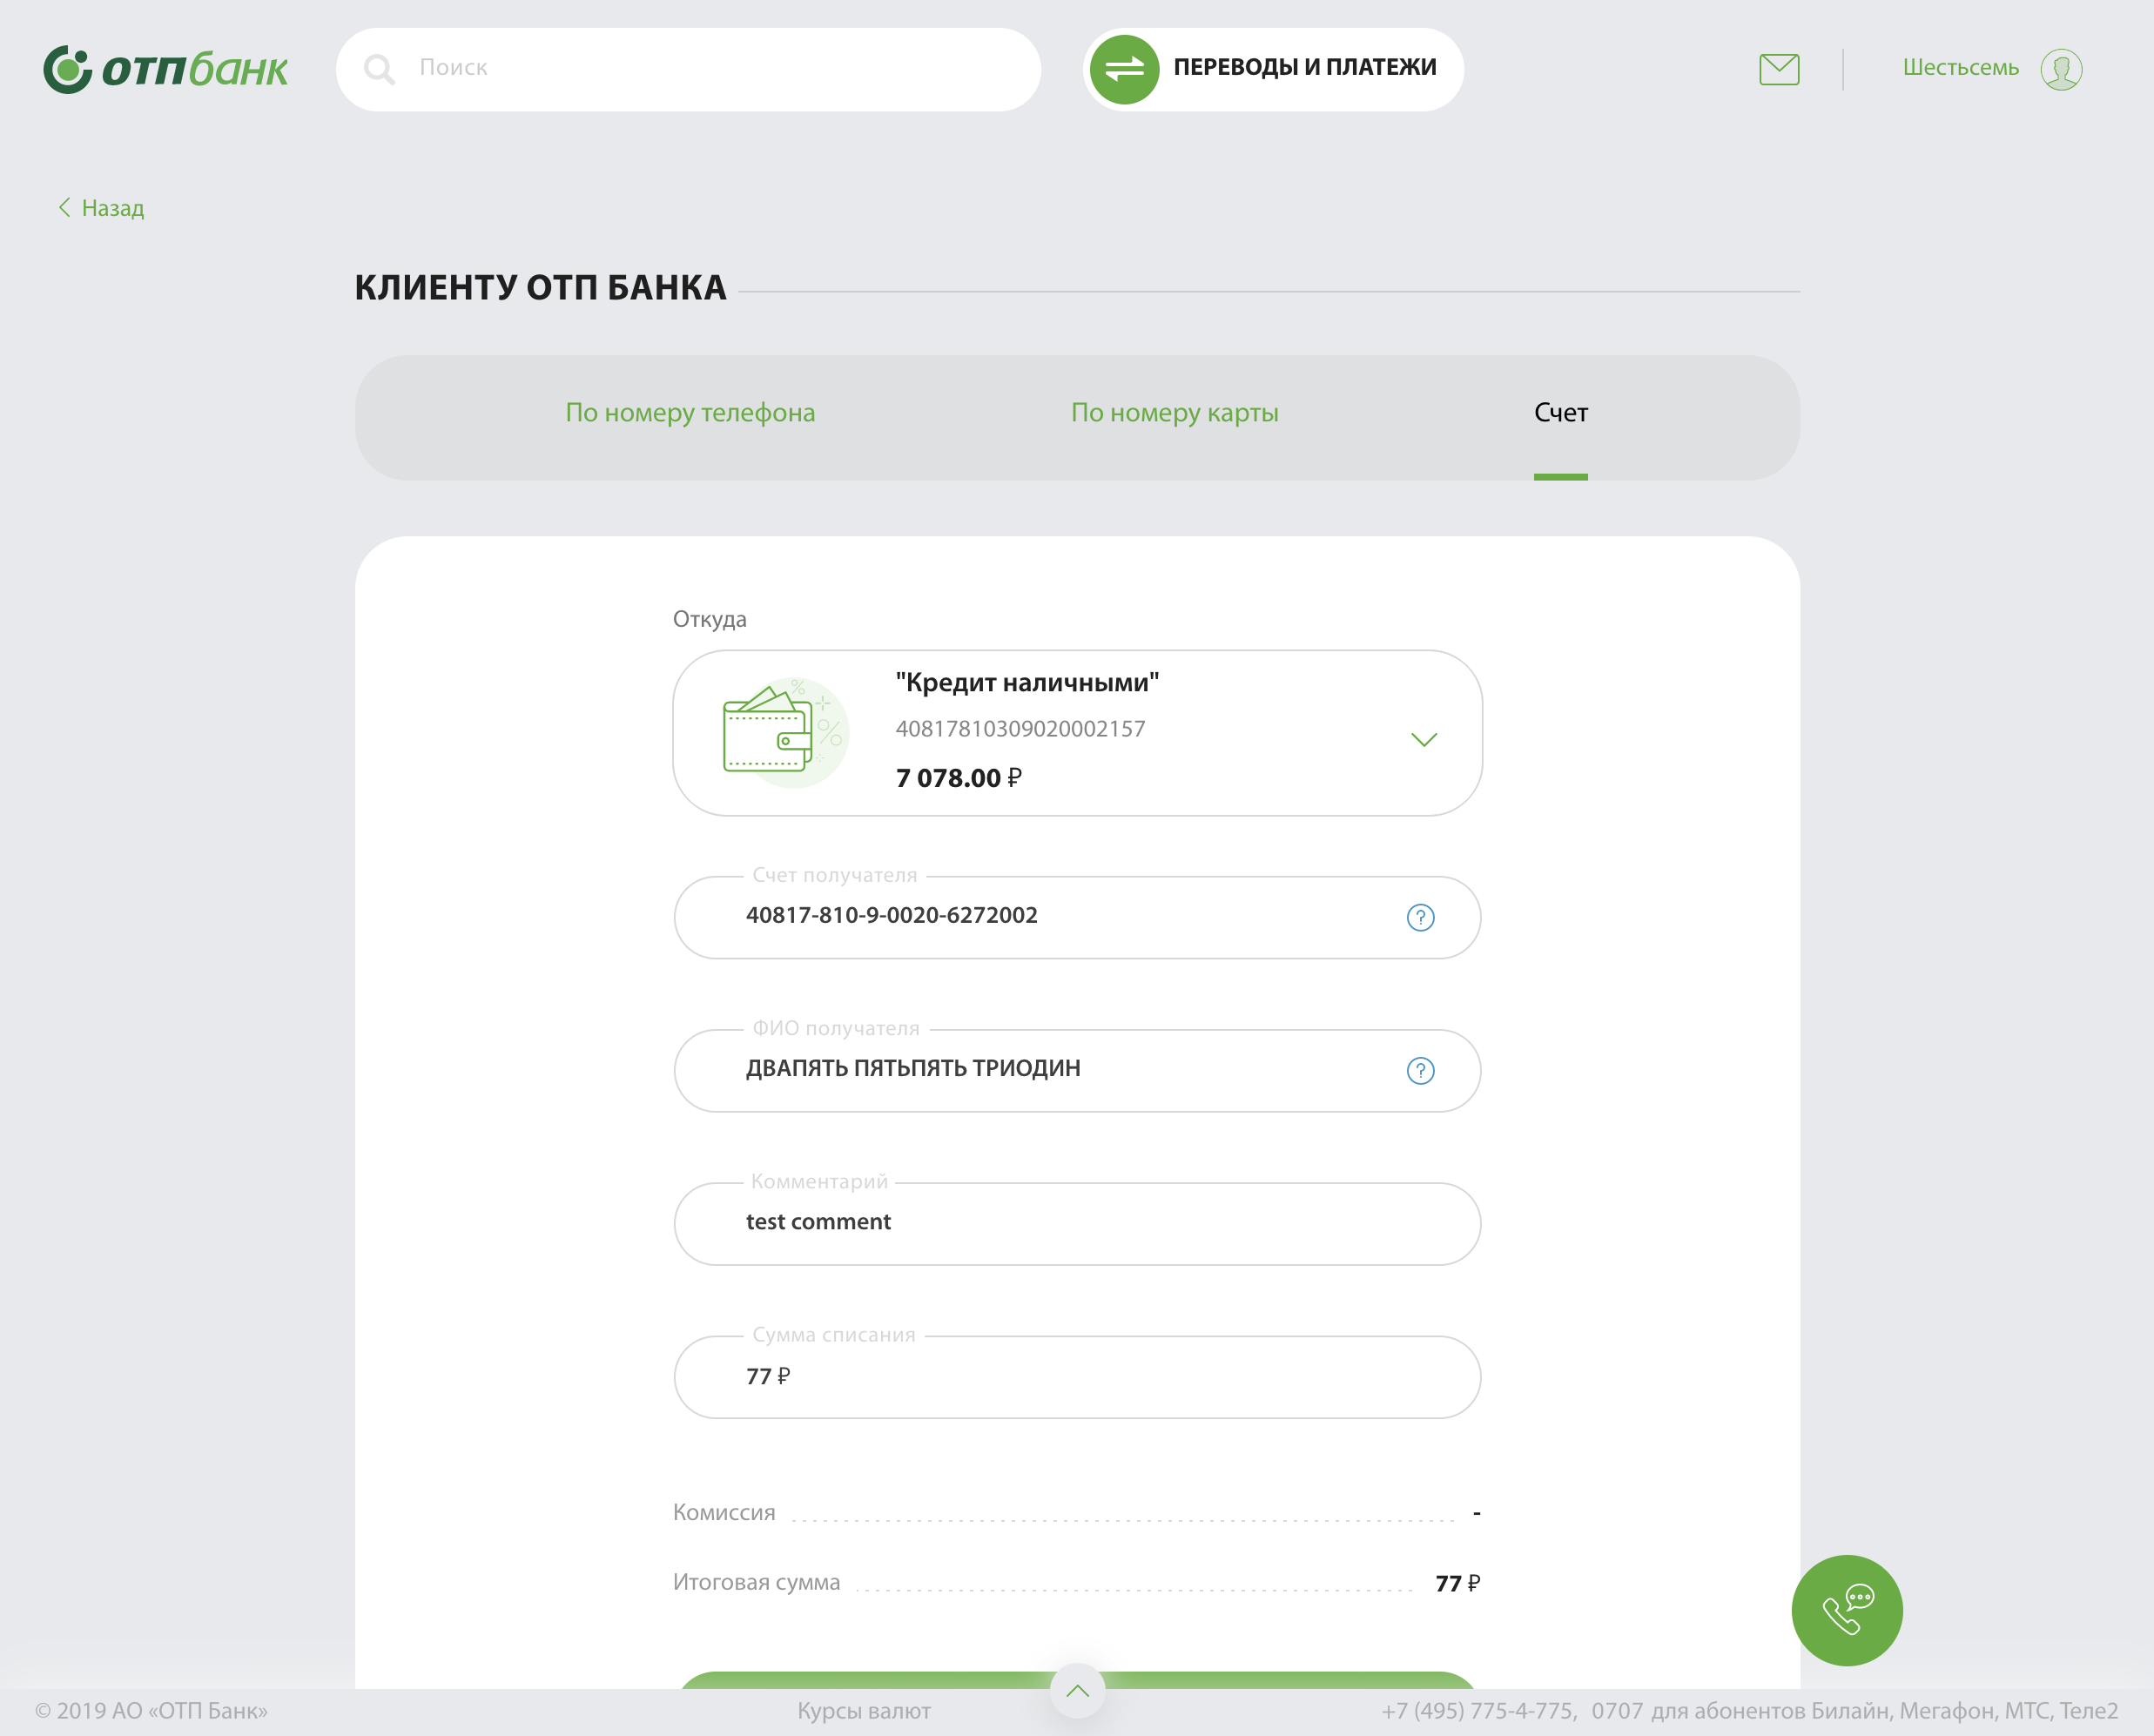 ОТПбанк
Поиск
ПЕРЕВОДЫ И ПЛАТЕЖИ
Шестьсемь
Назад
КЛИЕНТУ ОТП БАНКА
По номеру телефона
По номеру карты
Счет
Откуда
"Кредит наличными"
40817810309020002157
7 078.00 ₽
Счет получателя
40817-810-9-0020-6272002
ФИО получателя
ДВАПЯТЬ ПЯТЬПЯТЬ ТРИОДИН
Комментарий
test comment
Сумма списания
77 ₽
Комиссия -
Итоговая сумма 77 ₽
© 2019 АО «ОТП Банк»
Курсы валют
+7 (495) 775-4-775, 0707 для абонентов Билайн, Мегафон, МТС, Теле2